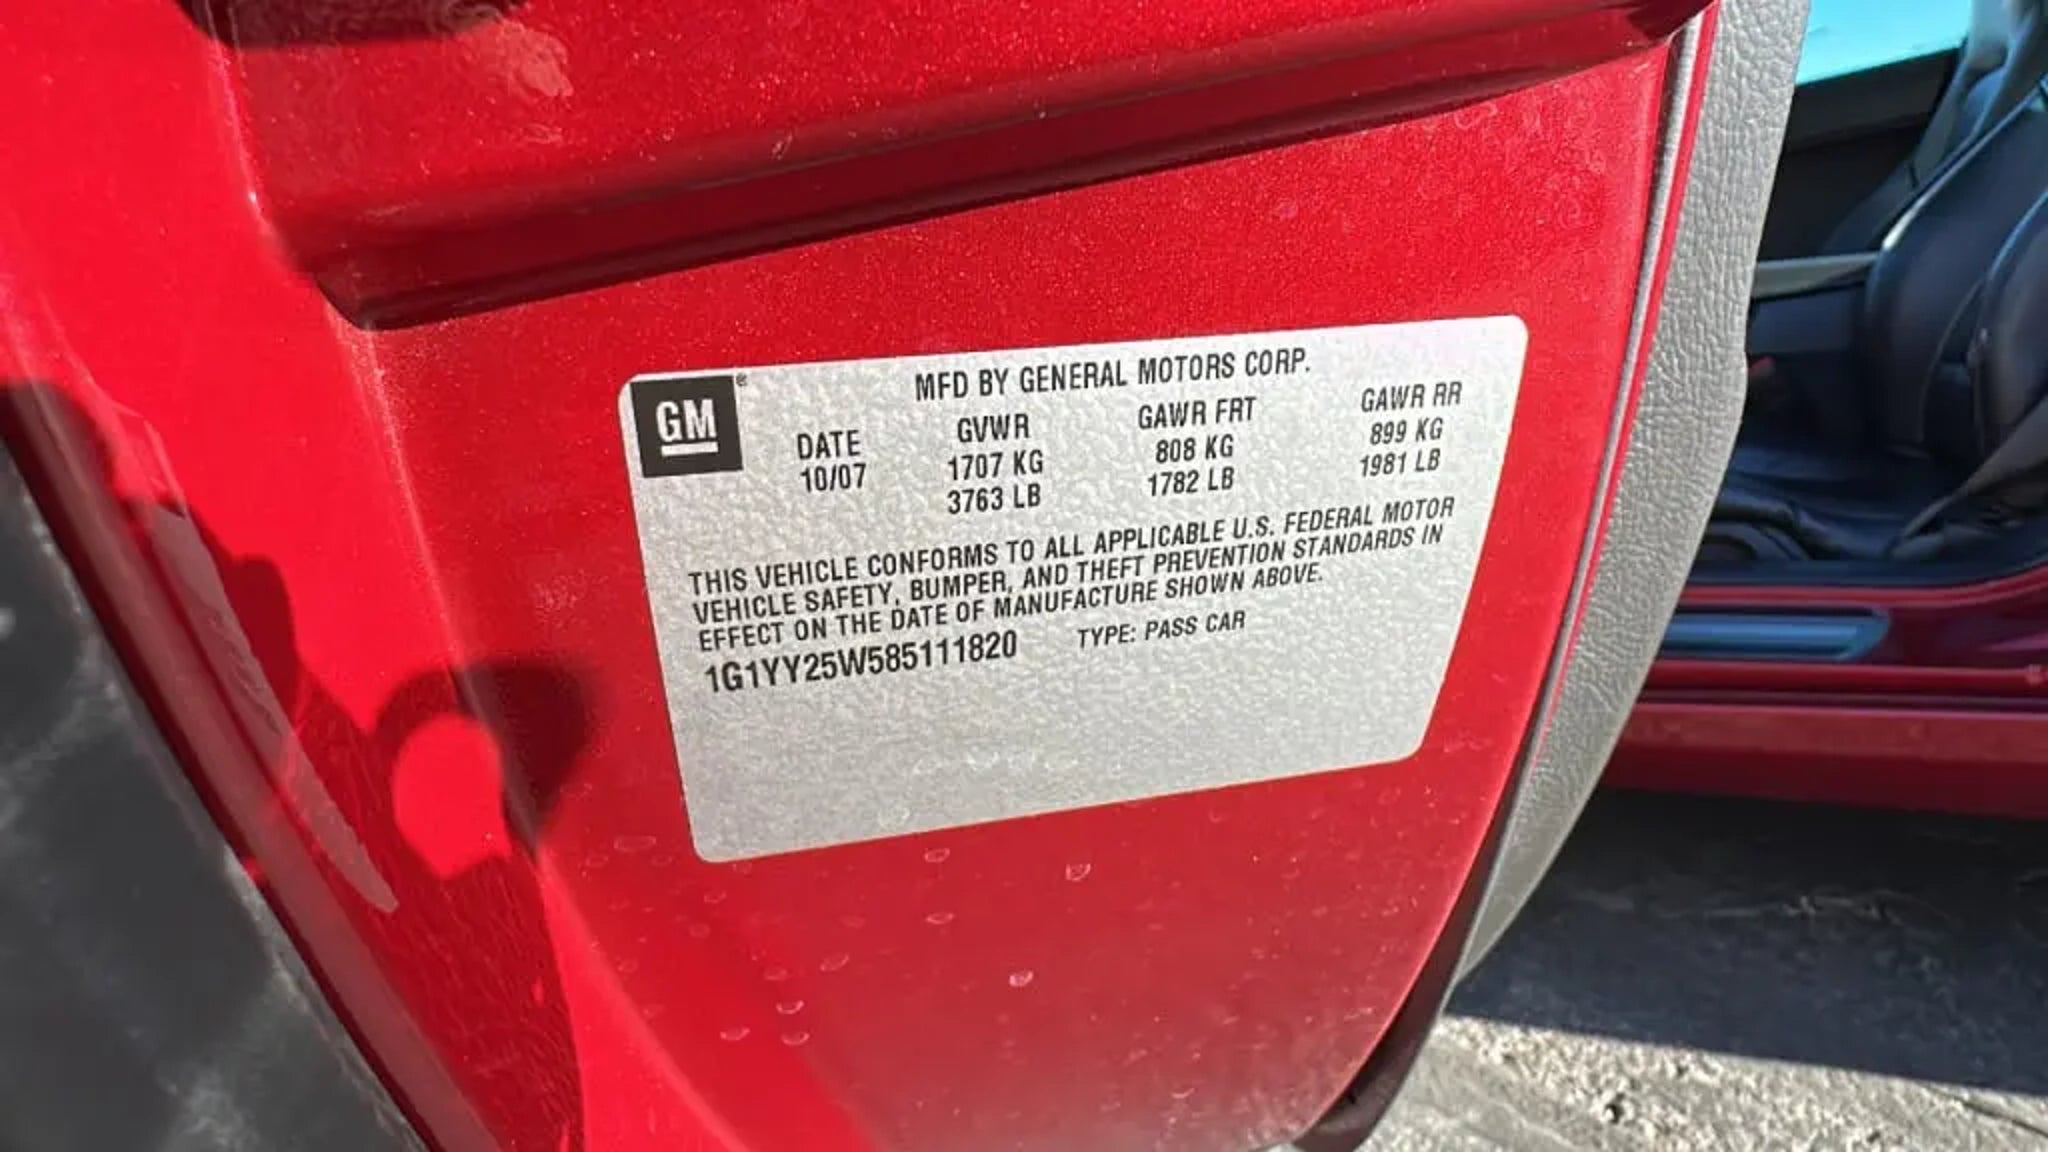 MFD BY GENERAL MOTORS CORP.
GM®
DATE GVWR GAWR FRT GAWR RR
10/07 1707 KG 808 KG 899 KG
3763 LB 1782 LB 1981 LB
THIS VEHICLE CONFORMS TO ALL APPLICABLE U.S. FEDERAL MOTOR
VEHICLE SAFETY, BUMPER, AND THEFT PREVENTION STANDARDS IN
EFFECT ON THE DATE OF MANUFACTURE SHOWN ABOVE.
1G1YY25W585111820 TYPE: PASS CAR